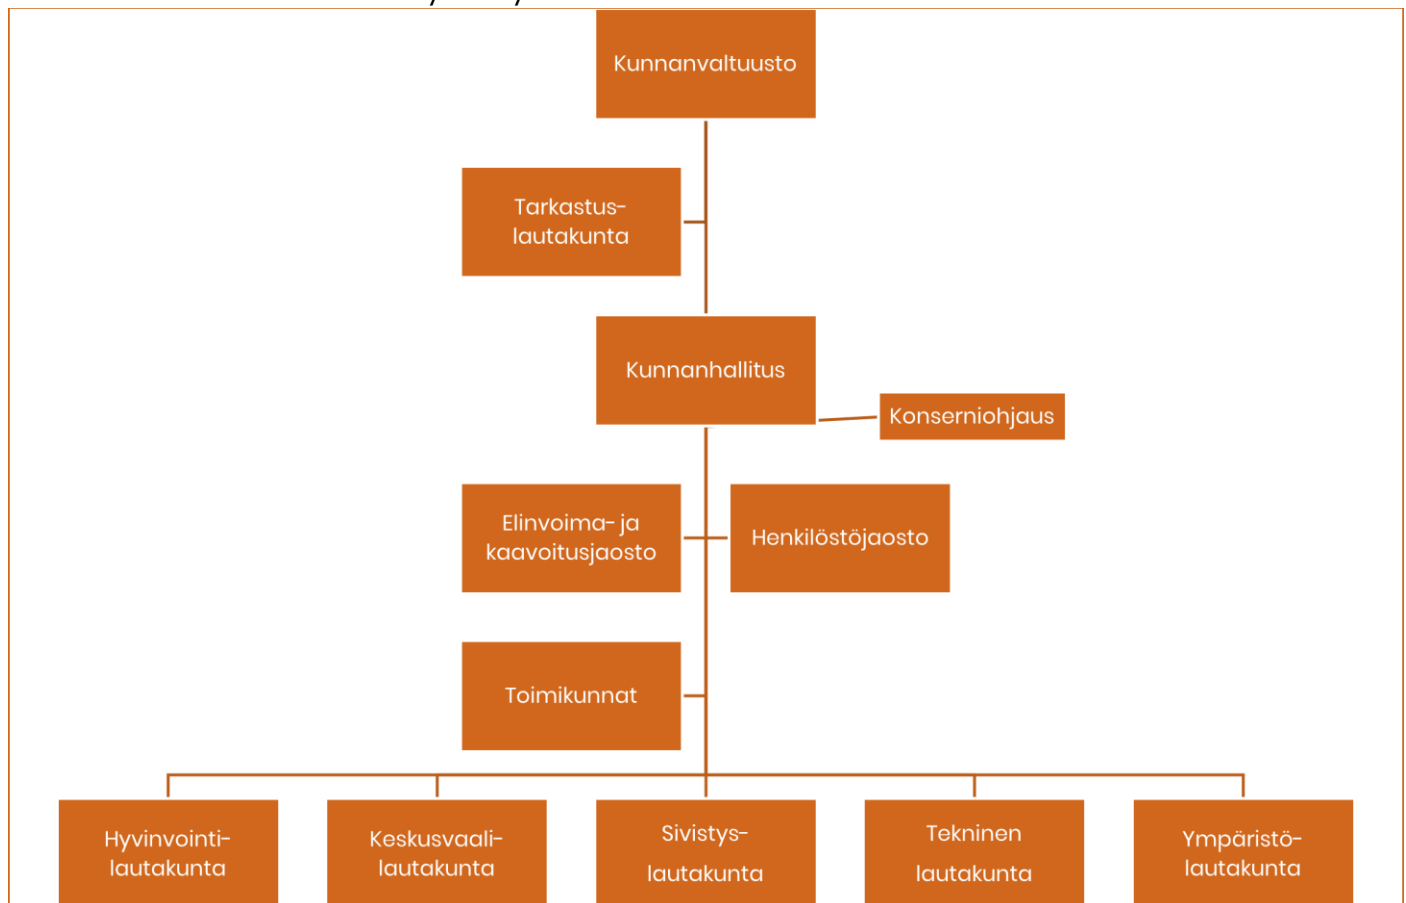 Kunnanvaltuusto
Tarkastus-
lautakunta
Kunnanhallitus
Konserniohjaus
Elinvoima- ja
kaavoitusjaosto
Henkilöstöjaosto
Toimikunnat
Hyvinvointi-
lautakunta
Keskusvaali-
lautakunta
Sivistys-
lautakunta
Tekninen
lautakunta
Ympäristö-
lautakunta